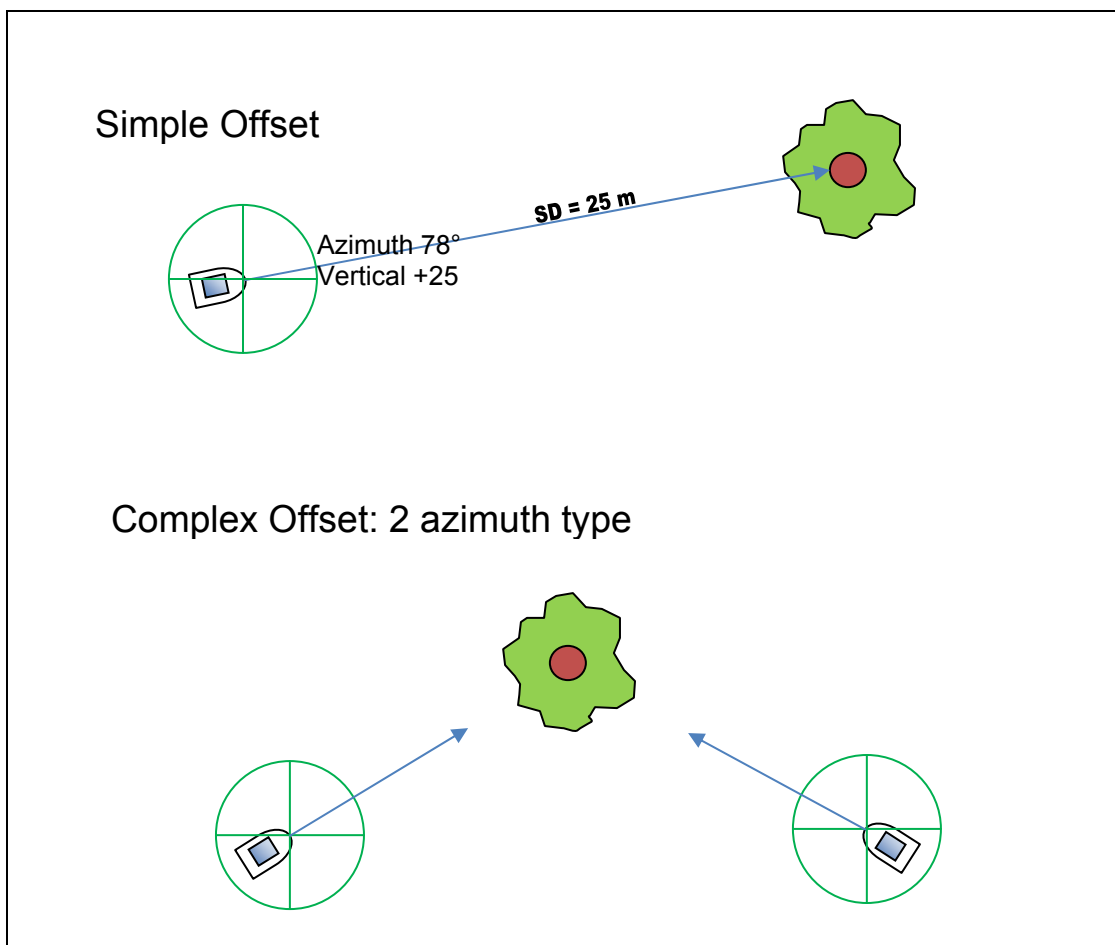 Simple Offset
SD = 25 m
Azimuth 78°
Vertical +25
Complex Offset: 2 azimuth type